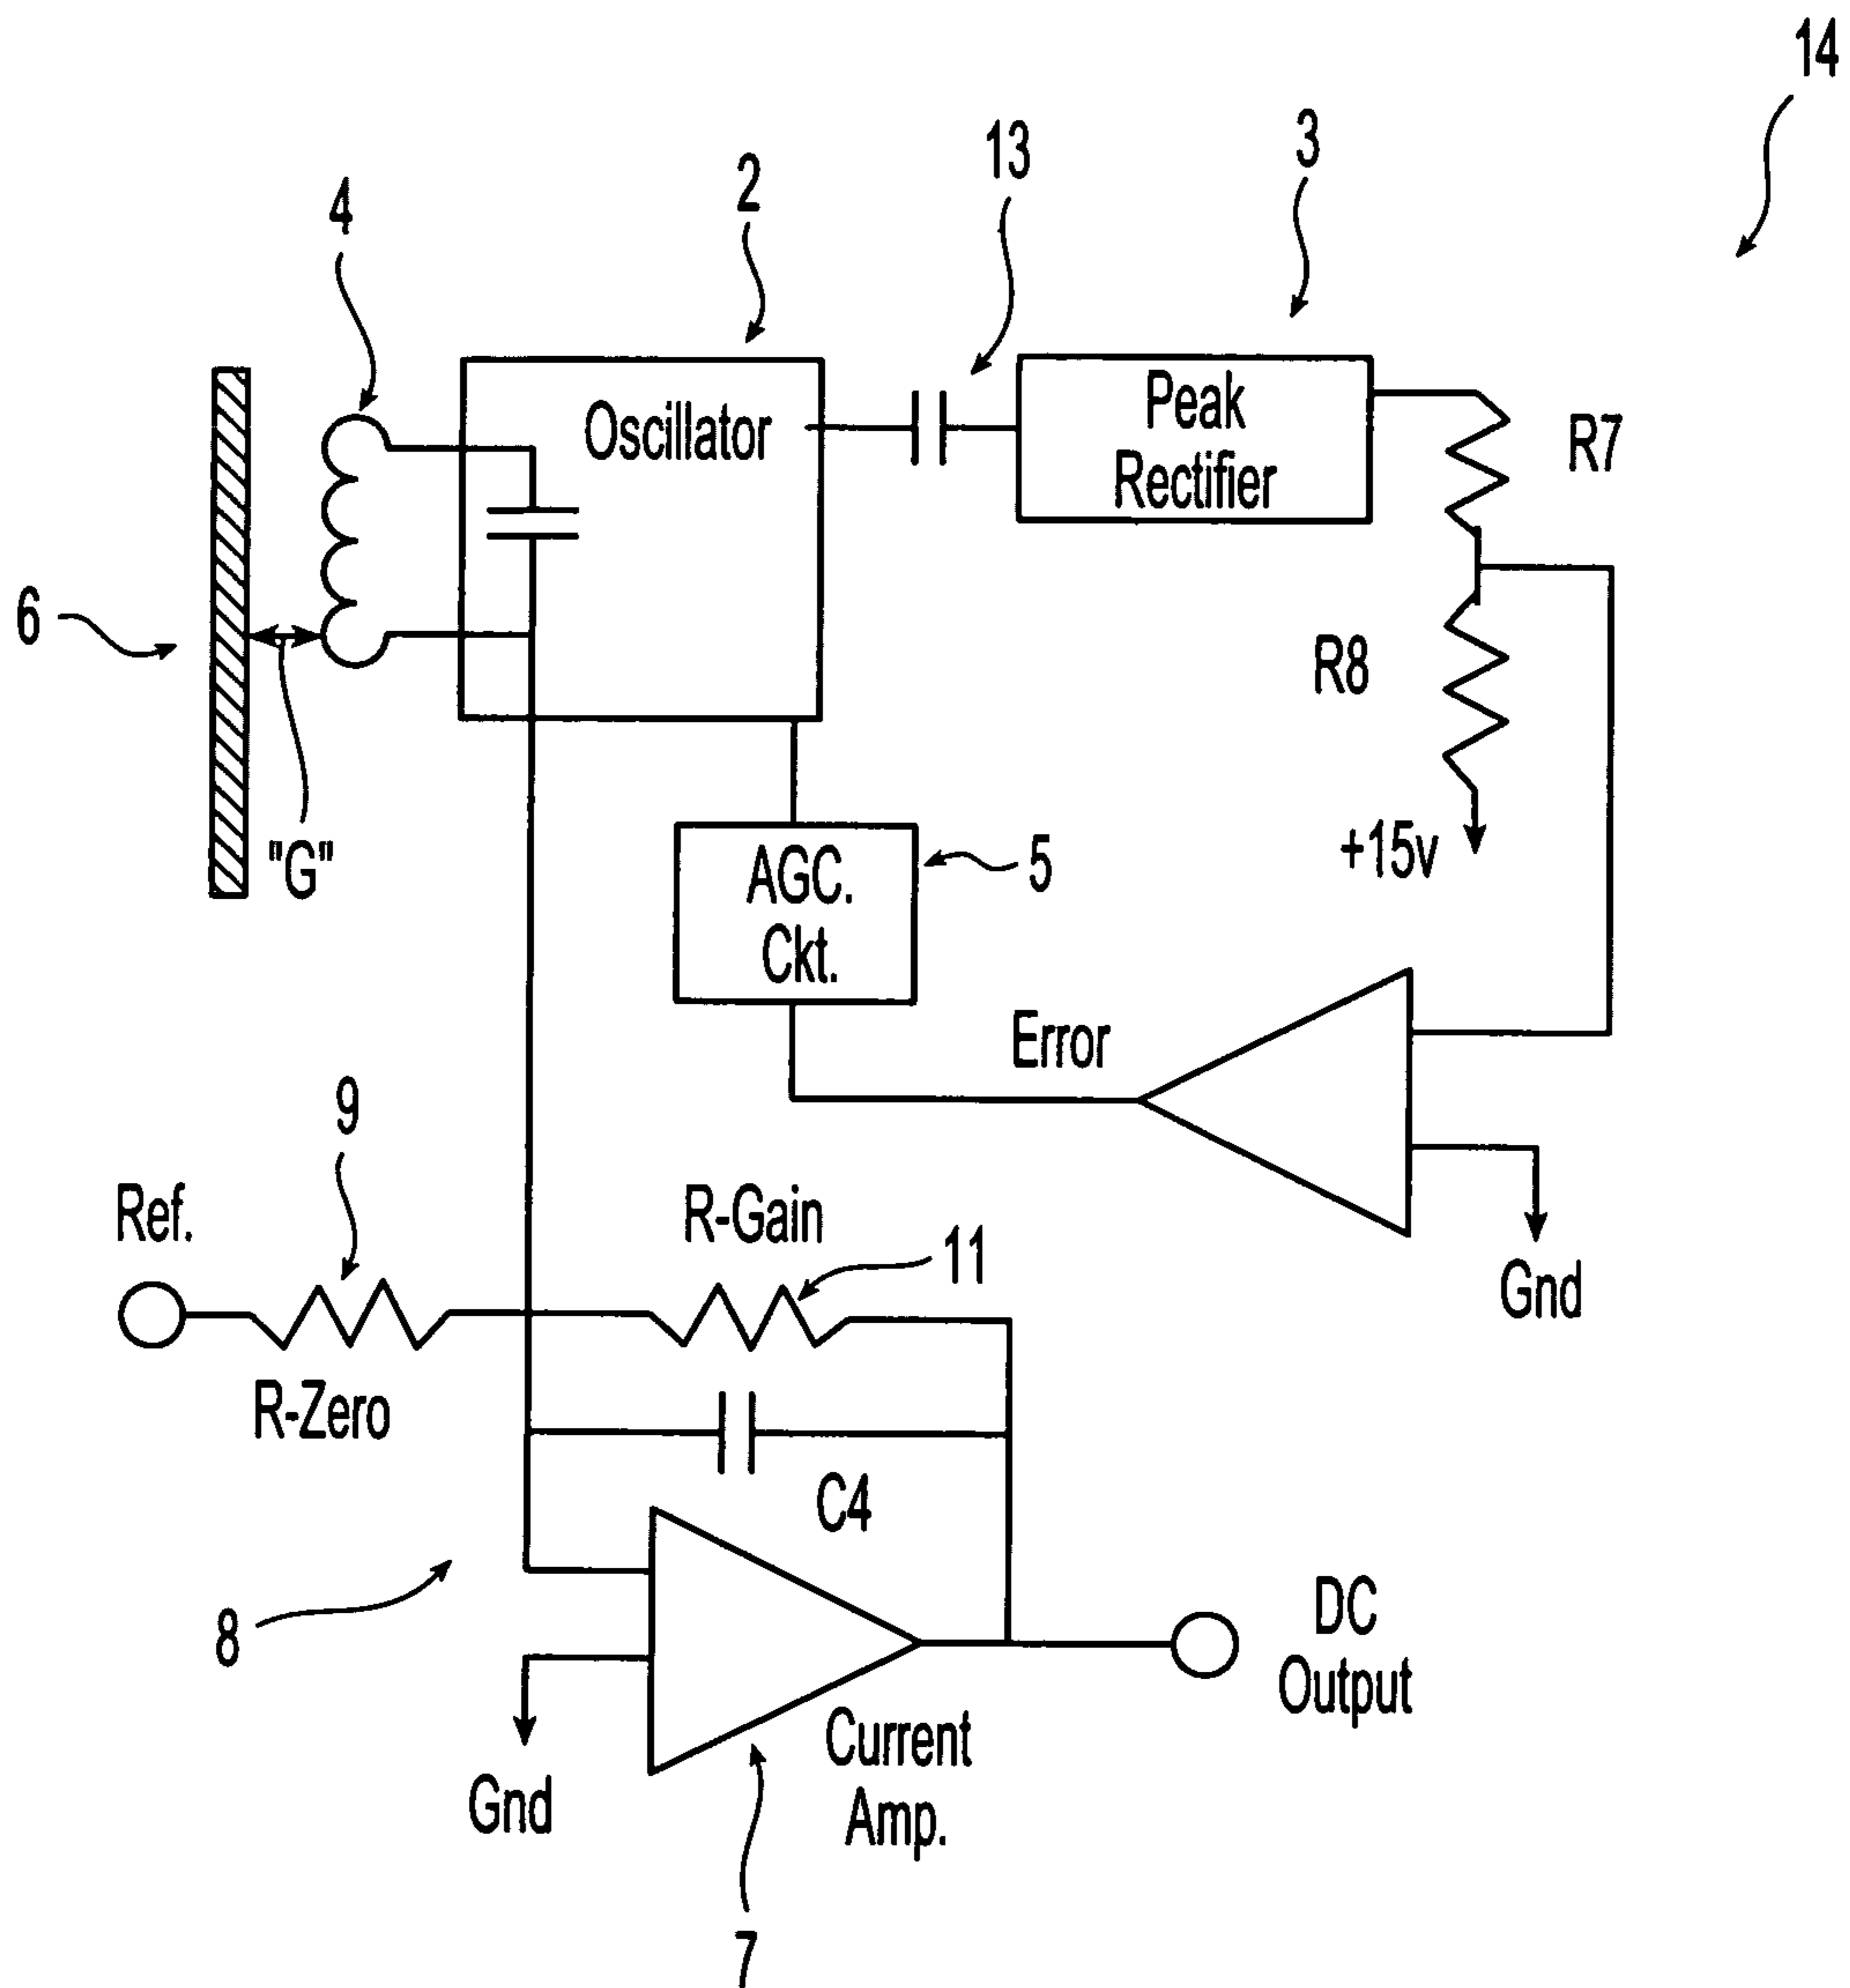 14
3
13
2
4
Oscillator
Peak
Rectifier
R7
6
R8
"G"
+15v
AGC.
Ckt.
5
Error
9
Ref.
R-Gain
11
Gnd
R-Zero
C4
8
DC
Output
Current
Amp.
Gnd
7